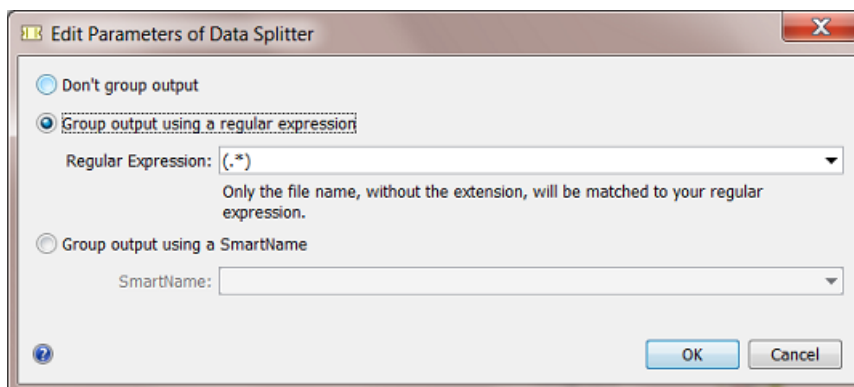 Edit Parameters of Data Splitter
Don't group output
Group output using a regular expression
Regular Expression: (.*)
Only the file name, without the extension, will be matched to your regular
expression.
Group output using a SmartName
SmartName:
OK Cancel